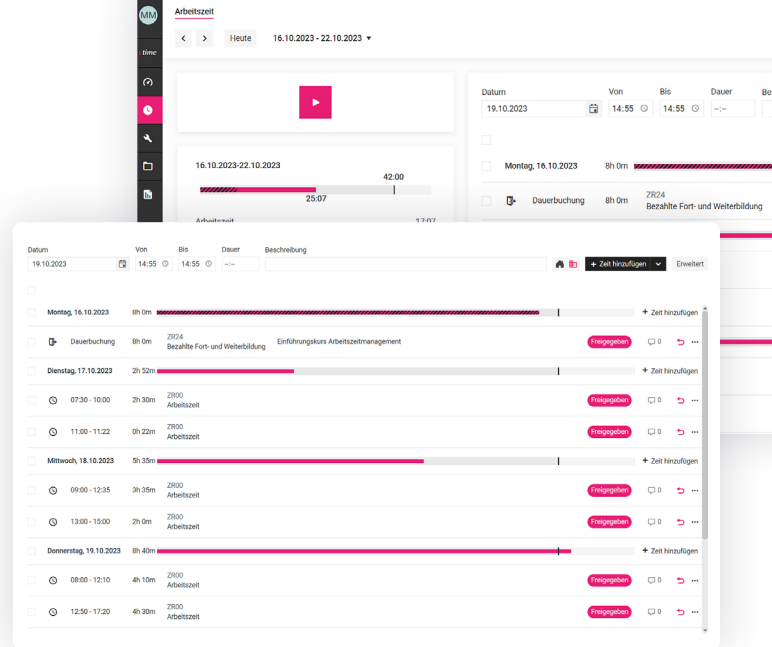 MM
Arbeitszeit
time
Heute
16.10.2023 - 22.10.2023
Datum Von Bis Dauer
19.10.2023 14:55 14:55 --:--
16.10.2023-22.10.2023
42:00
25:07
Arbeitszeit 17:07
Montag, 16.10.2023 8h 0m
Dauerbuchung 8h 0m ZR24
Bezahlte Fort- und Weiterbildung
Datum Von Bis Dauer Beschreibung
19.10.2023 14:55 14:55 --:-- + Zeit hinzufügen Erweitert
Montag, 16.10.2023 8h 0m + Zeit hinzufügen
Dauerbuchung 8h 0m ZR24
Bezahlte Fort- und Weiterbildung Einführungskurs Arbeitszeitmanagement Freigegeben 0
Dienstag, 17.10.2023 2h 52m + Zeit hinzufügen
07:30 - 10:00 2h 30m ZR00
Arbeitszeit Freigegeben 0
11:00 - 11:22 0h 22m ZR00
Arbeitszeit Freigegeben 0
Mittwoch, 18.10.2023 5h 35m + Zeit hinzufügen
09:00 - 12:35 3h 35m ZR00
Arbeitszeit Freigegeben 0
13:00 - 15:00 2h 0m ZR00
Arbeitszeit Freigegeben 0
Donnerstag, 19.10.2023 8h 40m + Zeit hinzufügen
08:00 - 12:10 4h 10m ZR00
Arbeitszeit Freigegeben 0
12:50 - 17:20 4h 30m ZR00
Arbeitszeit Freigegeben 0